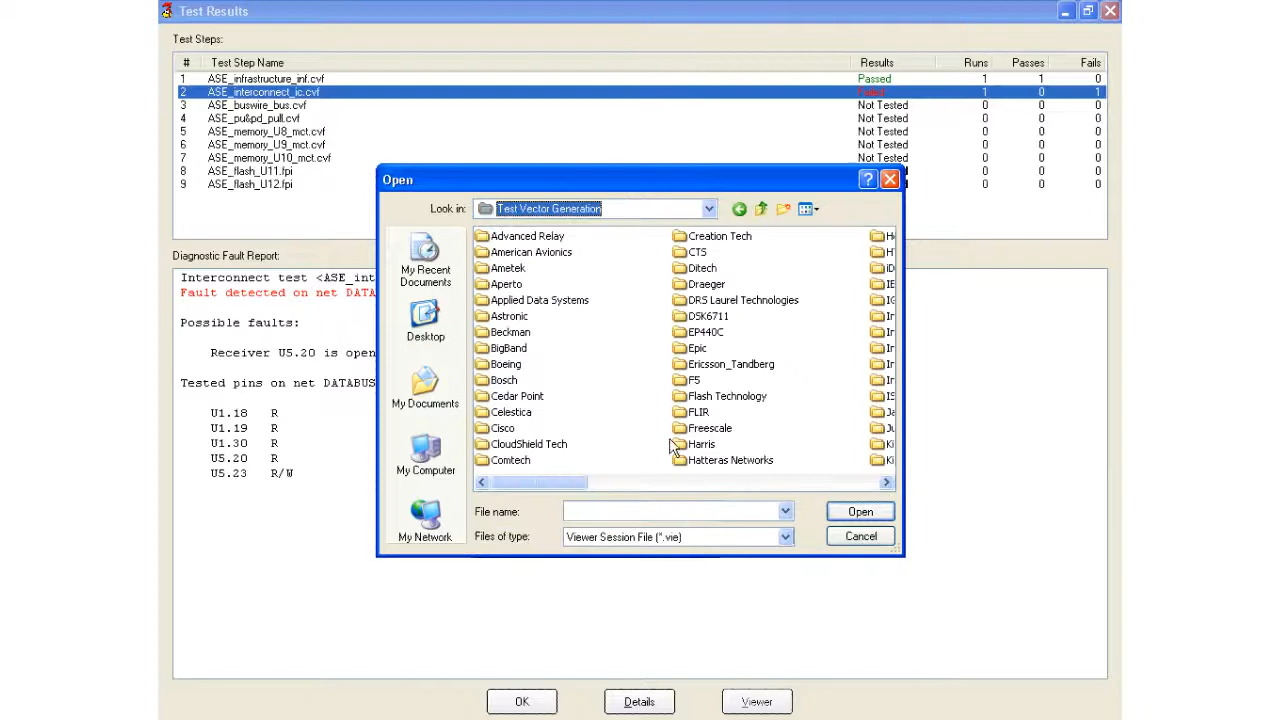 Test Results
Test Steps:
# Test Step Name Results Runs Passes Fails
1 ASE_infrastructure_inf.cvf Passed 1 1 0
2 ASE_interconnect_ic.cvf Failed 1 0 1
3 ASE_buswire_bus.cvf Not Tested 0 0 0
4 ASE_pu&pd_pull.cvf Not Tested 0 0 0
5 ASE_memory_U8_mct.cvf Not Tested 0 0 0
6 ASE_memory_U9_mct.cvf Not Tested 0 0 0
7 ASE_memory_U10_mct.cvf Not Tested 0 0 0
8 ASE_flash_U11.fpi 0 0
9 ASE_flash_U12.fpi 0 0
Diagnostic Fault Report:
Interconnect test <ASE_int
Fault detected on net DATA
Possible faults:
Receiver U5.20 is open
Tested pins on net DATABUS
U1.18 R
U1.19 R
U1.30 R
U5.20 R
U5.23 R/W
Open
Look in: Test Vector Generation
My Recent Documents
Desktop
My Documents
My Computer
My Network
Advanced Relay Creation Tech
American Avionics CTS
Ametek Ditech
Aperto Draeger
Applied Data Systems DRS Laurel Technologies
Astronic DSK6711
Beckman EP440C
BigBand Epic
Boeing Ericsson_Tandberg
Bosch F5
Cedar Point Flash Technology
Celestica FLIR
Cisco Freescale
CloudShield Tech Harris
Comtech Hatteras Networks
File name: Open
Files of type: Viewer Session File (*.vie) Cancel
OK Details Viewer